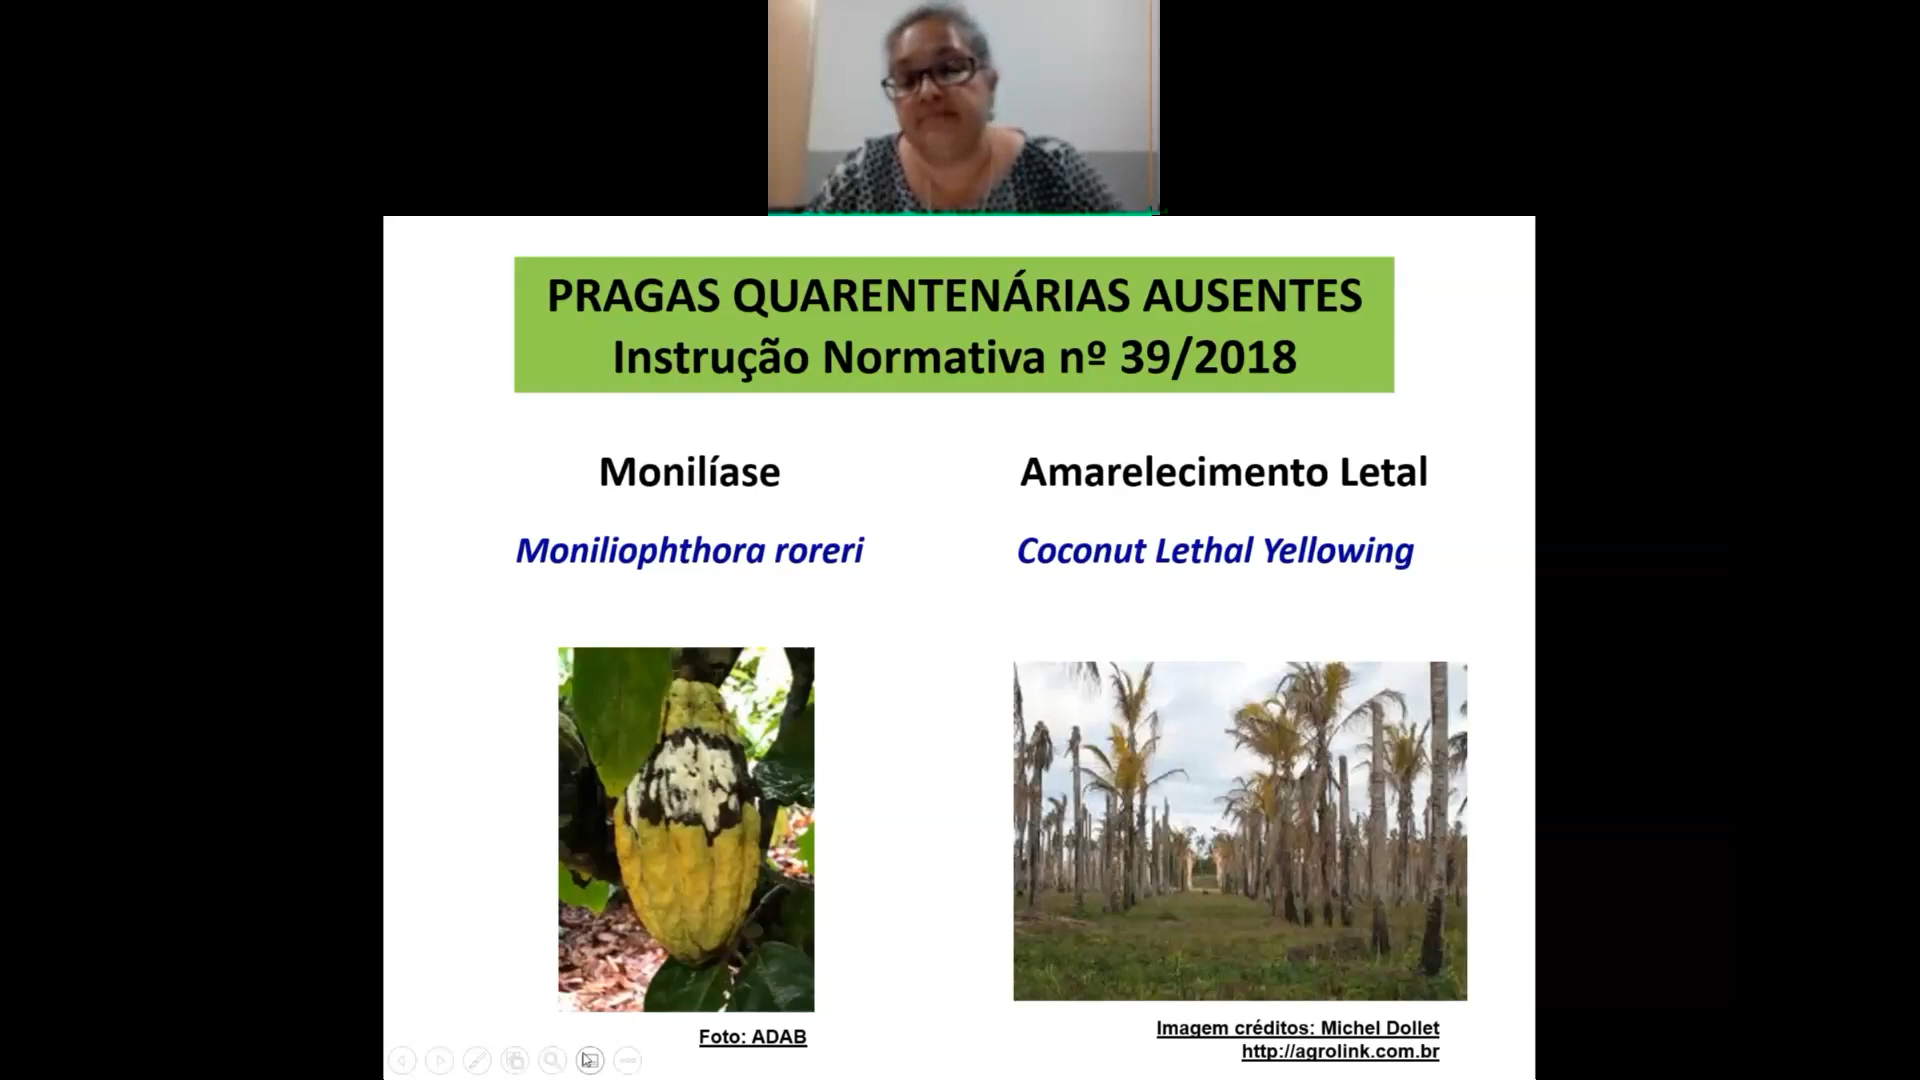 PRAGAS QUARENTENÁRIAS AUSENTES
Instrução Normativa nº 39/2018
Monilíase
Moniliophthora roreri
Foto: ADAB
Amarelecimento Letal
Coconut Lethal Yellowing
Imagem créditos: Michel Dollet
http://agrolink.com.br